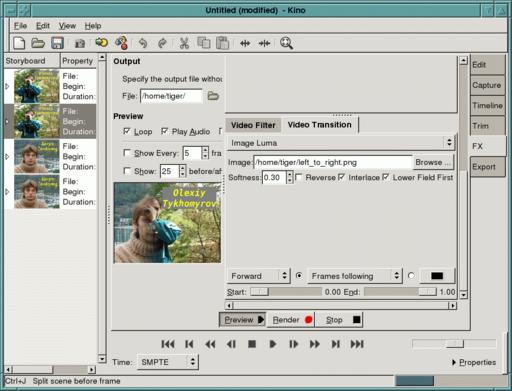 Untitled (modified) - Kino
File Edit View Help
Storyboard Property
File:
Begin:
Duration:
File:
Begin:
Duration:
File:
Begin:
Duration:
File:
Begin:
Duration:
Output
Specify the output file withou
File: /home/tiger/
Preview
Loop Play Audio
Show Every: 5 fra
Show: 25 before/af
Olexiy
Tykhomyrov
Video Filter Video Transition
Image Luma
Image: /home/tiger/left_to_right.png Browse ...
Softness: 0.30 Reverse Interlace Lower Field First
Forward Frames following
Start: 0.00 End: 1.00
Preview Render Stop
Edit
Capture
Timeline
Trim
FX
Export
Time: SMPTE
Properties
Ctrl+J Split scene before frame